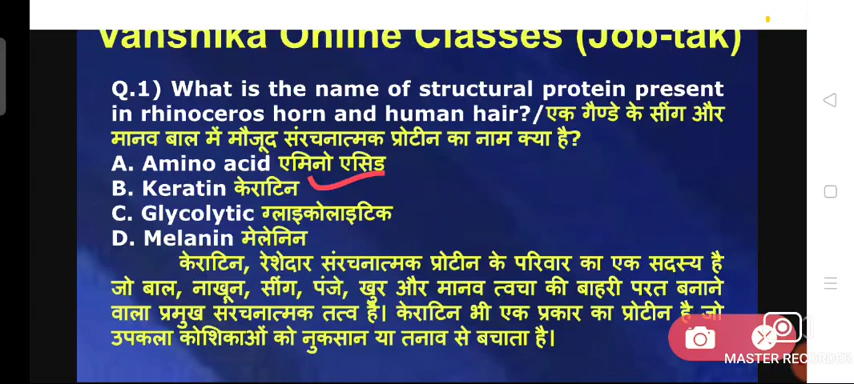 Vanshika Online Classes (Job-tak)
Q.1) What is the name of structural protein present
in rhinoceros horn and human hair?/एक गैण्डे के सींग और
मानव बाल में मौजूद संरचनात्मक प्रोटीन का नाम क्या है?
A. Amino acid एमिनो एसिड
B. Keratin केराटिन
C. Glycolytic ग्लाइकोलाइटिक
D. Melanin मेलेनिन
केराटिन, रेशेदार संरचनात्मक प्रोटीन के परिवार का एक सदस्य है
जो बाल, नाखून, सींग, पंजे, खुर और मानव त्वचा की बाहरी परत बनाने
वाला प्रमुख संरचनात्मक तत्व है। केराटिन भी एक प्रकार का प्रोटीन है जो
उपकला कोशिकाओं को नुकसान या तनाव से बचाता है।
MASTER RECORDER